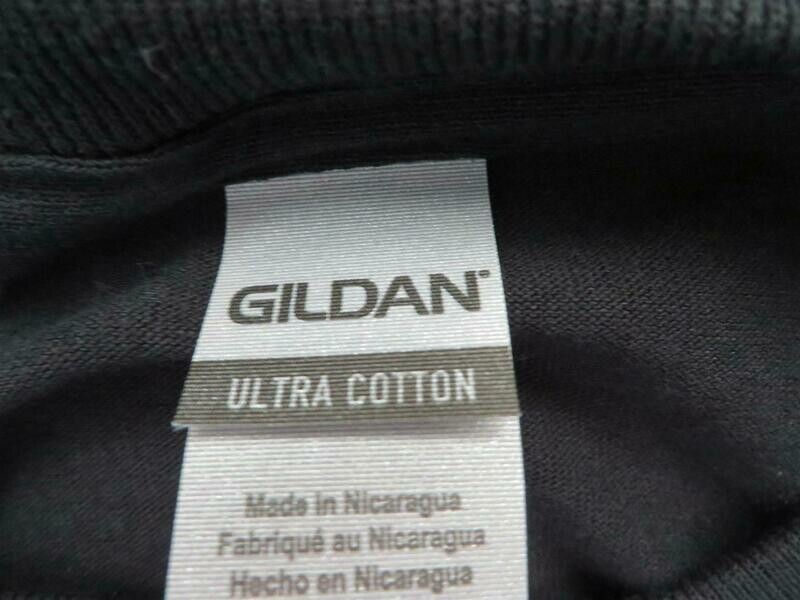 GILDAN®
ULTRA COTTON
Made in Nicaragua
Fabriqué au Nicaragua
Hecho en Nicaragua